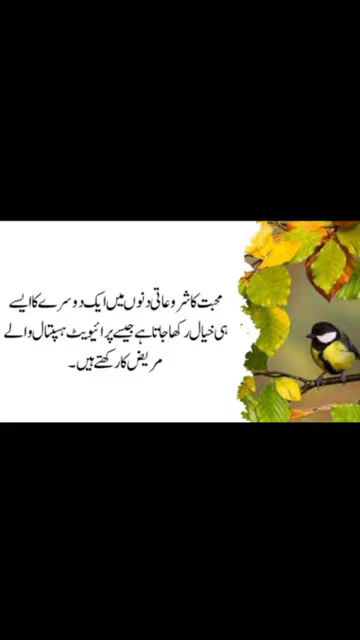 محبت کا شروعاتی دنوں میں ایک دوسرے کا ایسے
ہی خیال رکھا جاتا ہے جیسے پرائیویٹ ہسپتال والے
مریض کا رکھتے ہیں۔